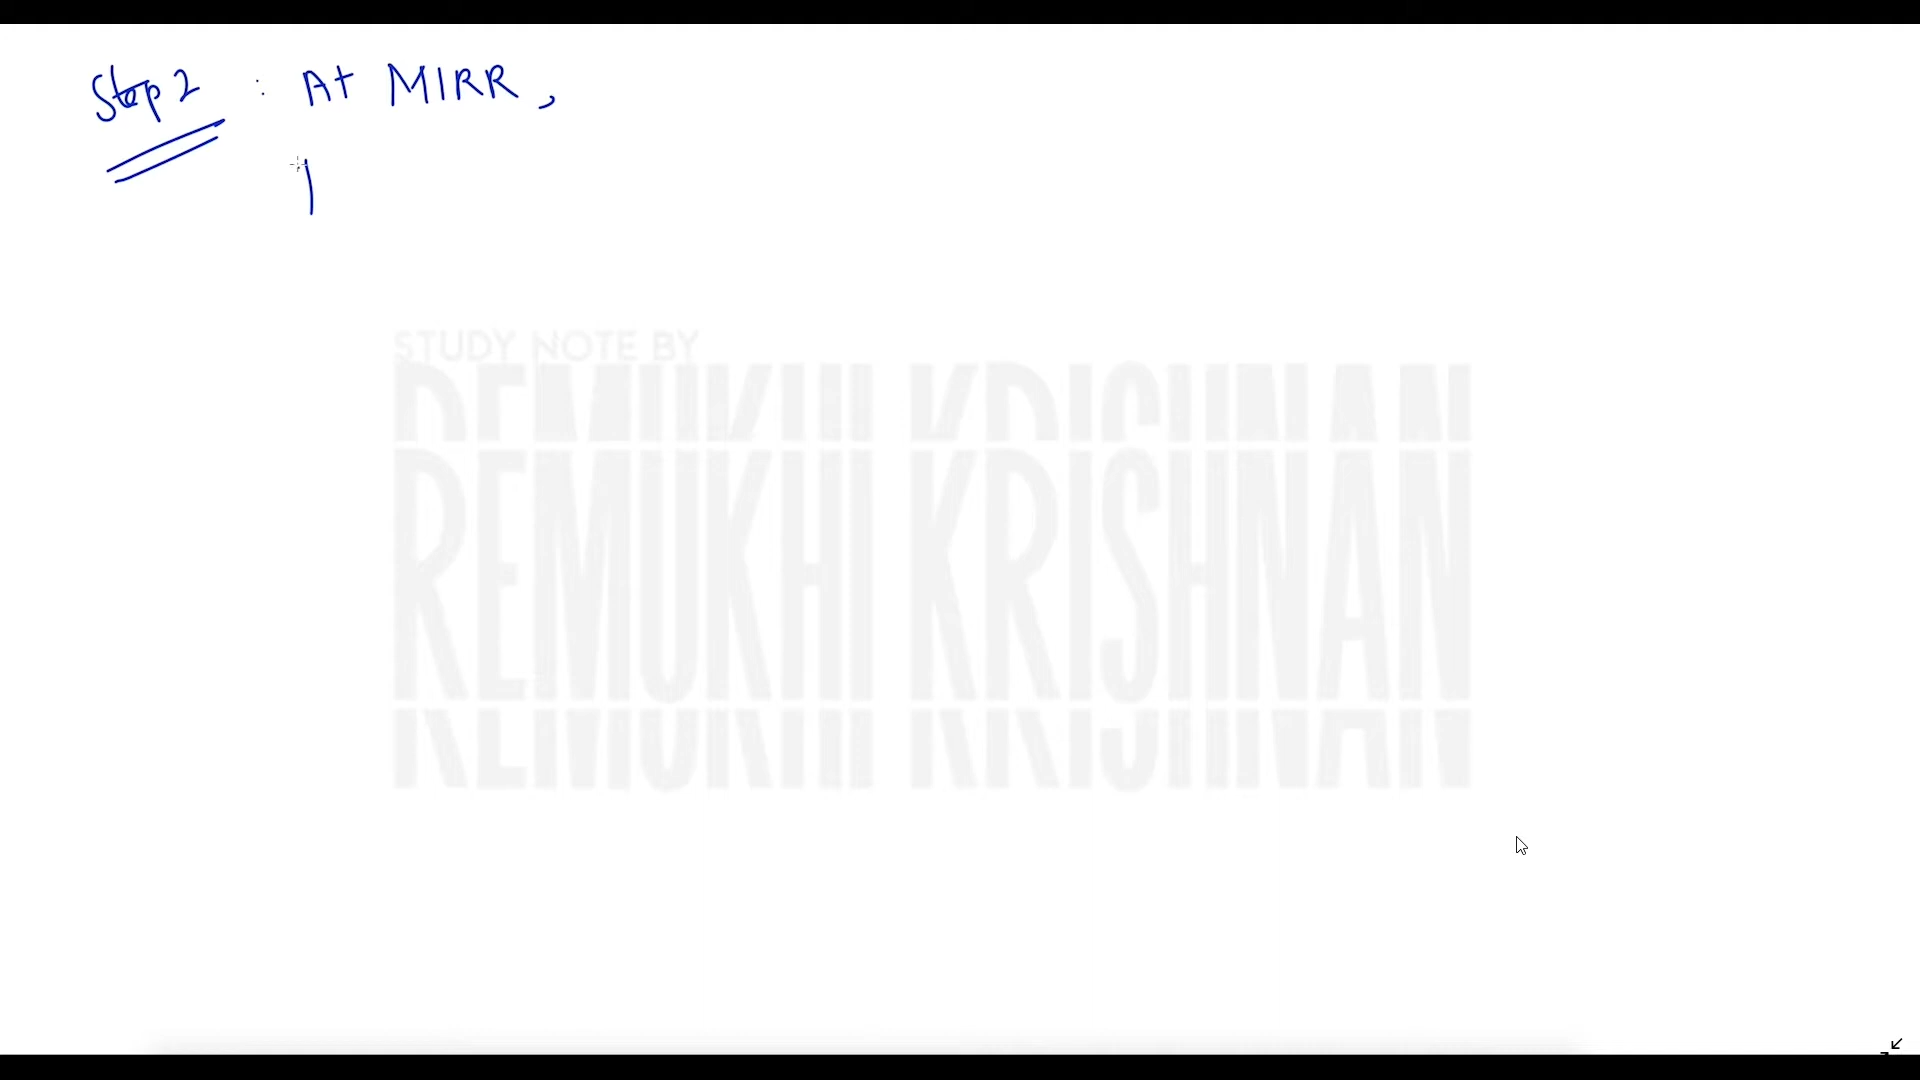 Step 2 : At MIRR,
STUDY NOTE BY
REMUKHI KRISHNAN